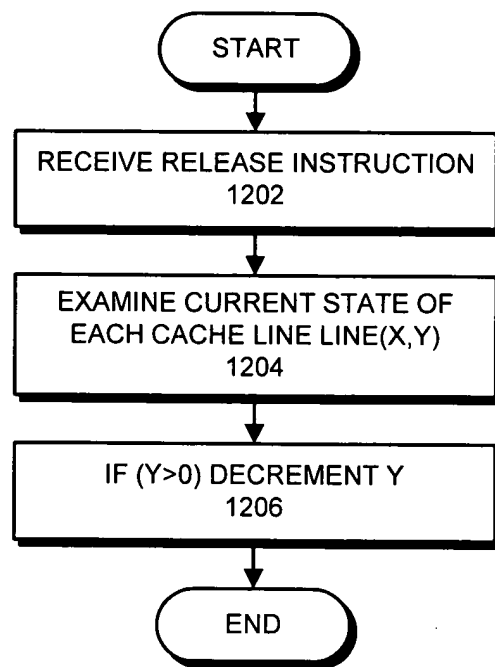 START
RECEIVE RELEASE INSTRUCTION
1202
EXAMINE CURRENT STATE OF
EACH CACHE LINE LINE(X,Y)
1204
IF (Y>0) DECREMENT Y
1206
END